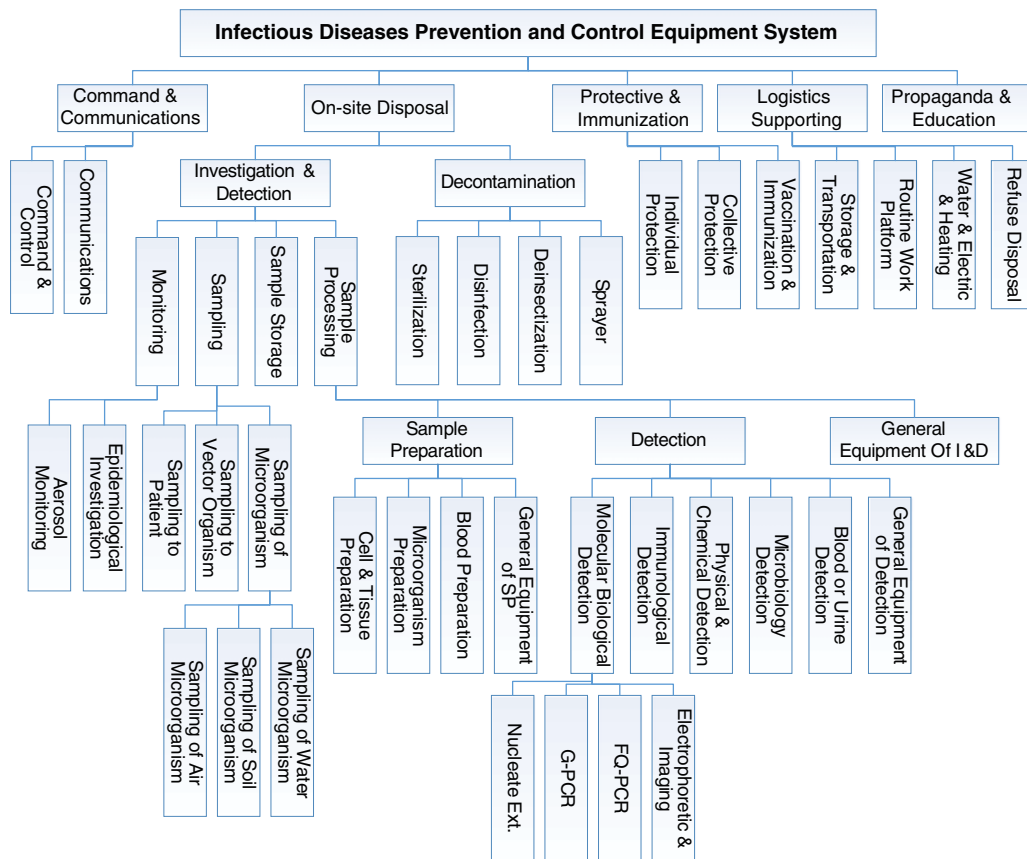 Infectious Diseases Prevention and Control Equipment System
Command &
Communications
On-site Disposal
Protective &
Immunization
Logistics
Supporting
Propaganda &
Education
Command &
Control
Communications
Investigation &
Detection
Decontamination
Individual
Protection
Collective
Protection
Vaccination &
Immunization
Storage &
Transportation
Routine Work
Platform
Water & Electric
& Heating
Refuse Disposal
Monitoring
Sampling
Sample Storage
Sample
Processing
Sterilization
Disinfection
Deinsectization
Sprayer
Aerosol
Monitoring
Epidemiological
Investigation
Sampling to
Patient
Sampling to
Vector Organism
Sampling of
Microorganism
Sample
Preparation
Detection
General
Equipment Of I &D
Cell & Tissue
Preparation
Microorganism
Preparation
Blood Preparation
General Equipment
of SP
Molecular Biological
Detection
Immunological
Detection
Physical &
Chemical Detection
Microbiology
Detection
Blood or Urine
Detection
General Equipment
of Detection
Sampling of Air
Microorganism
Sampling of Soil
Microorganism
Sampling of Water
Microorganism
Nucleate Ext.
G-PCR
FQ-PCR
Electrophoretic &
Imaging